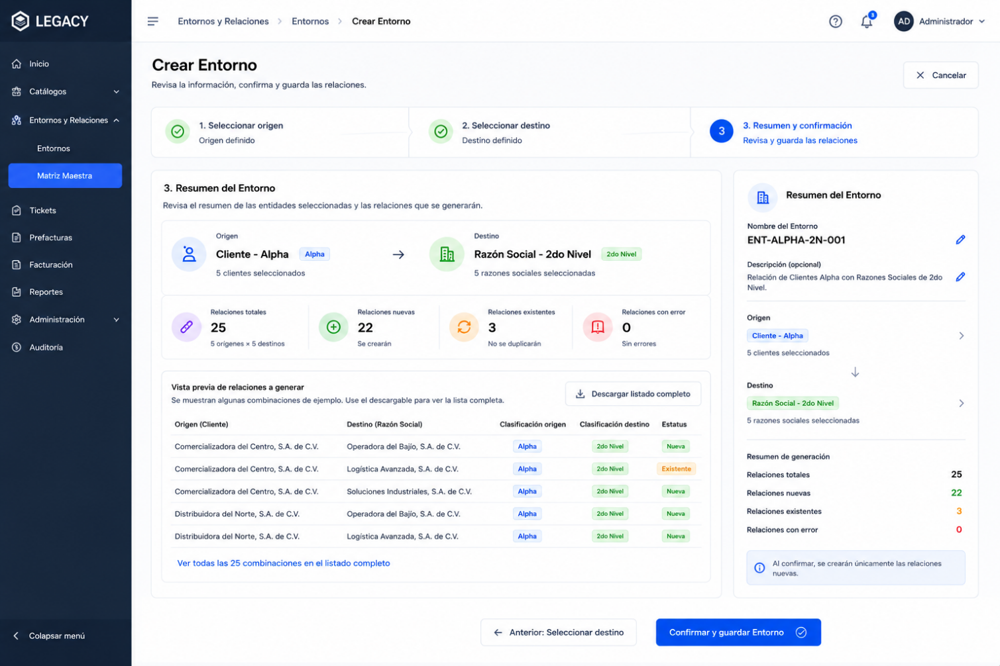 LEGACY
Entornos y Relaciones > Entornos > Crear Entorno
AD Administrador
Inicio
Catálogos
Entornos y Relaciones
Entornos
Matriz Maestra
Tickets
Prefacturas
Facturación
Reportes
Administración
Auditoría
Colapsar menú
Crear Entorno
Revisa la información, confirma y guarda las relaciones.
Cancelar
1. Seleccionar origen
Origen definido
2. Seleccionar destino
Destino definido
3
3. Resumen y confirmación
Revisa y guarda las relaciones
3. Resumen del Entorno
Revisa el resumen de las entidades seleccionadas y las relaciones que se generarán.
Origen
Cliente - Alpha Alpha
5 clientes seleccionados
Destino
Razón Social - 2do Nivel 2do Nivel
5 razones sociales seleccionadas
Relaciones totales
25
5 orígenes × 5 destinos
Relaciones nuevas
22
Se crearán
Relaciones existentes
3
No se duplicarán
Relaciones con error
0
Sin errores
Vista previa de relaciones a generar
Se muestran algunas combinaciones de ejemplo. Use el descargable para ver la lista completa.
Descargar listado completo
Origen (Cliente) Destino (Razón Social) Clasificación origen Clasificación destino Estatus
Comercializadora del Centro, S.A. de C.V. Operadora del Bajío, S.A. de C.V. Alpha 2do Nivel Nueva
Comercializadora del Centro, S.A. de C.V. Logística Avanzada, S.A. de C.V. Alpha 2do Nivel Existente
Comercializadora del Centro, S.A. de C.V. Soluciones Industriales, S.A. de C.V. Alpha 2do Nivel Nueva
Distribuidora del Norte, S.A. de C.V. Operadora del Bajío, S.A. de C.V. Alpha 2do Nivel Nueva
Distribuidora del Norte, S.A. de C.V. Logística Avanzada, S.A. de C.V. Alpha 2do Nivel Nueva
Ver todas las 25 combinaciones en el listado completo
Resumen del Entorno
Nombre del Entorno
ENT-ALPHA-2N-001
Descripción (opcional)
Relación de Clientes Alpha con Razones Sociales de 2do
Nivel.
Origen
Cliente - Alpha
5 clientes seleccionados
Destino
Razón Social - 2do Nivel
5 razones sociales seleccionadas
Resumen de generación
Relaciones totales 25
Relaciones nuevas 22
Relaciones existentes 3
Relaciones con error 0
Al confirmar, se crearán únicamente las relaciones
nuevas.
Anterior: Seleccionar destino
Confirmar y guardar Entorno